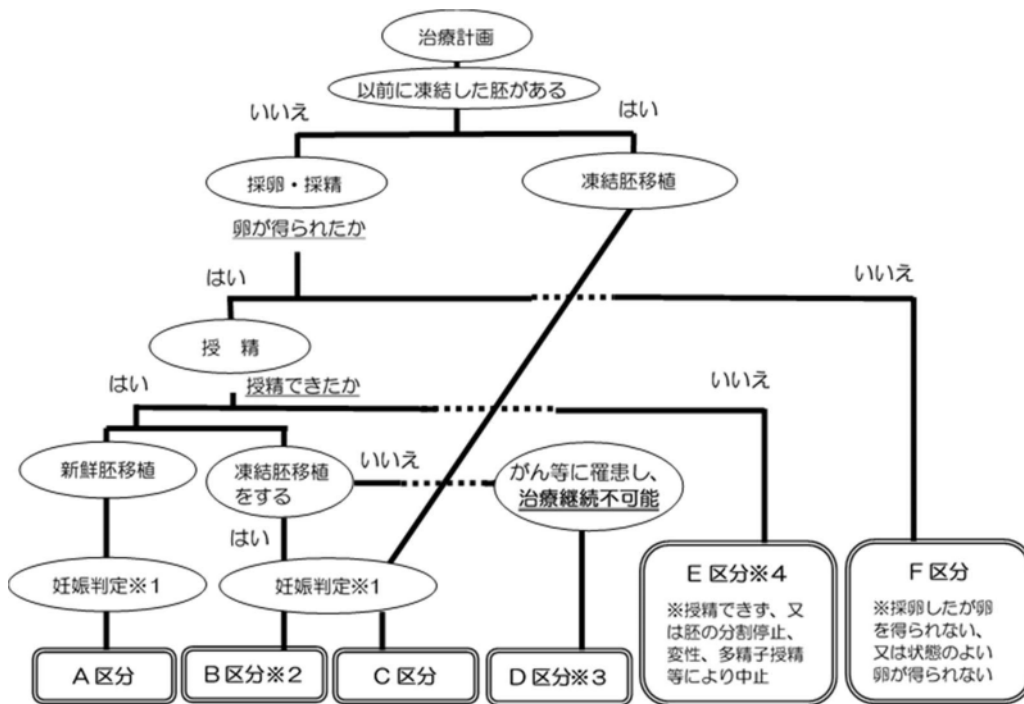 治療計画
以前に凍結した胚がある
いいえ
はい
採卵・採精
凍結胚移植
卵が得られたか
はい
いいえ
授　精
はい
授精できたか
いいえ
新鮮胚移植
凍結胚移植
をする
いいえ
がん等に罹患し、
治療継続不可能
はい
妊娠判定※1
妊娠判定※1
A区分
B区分※2
C区分
D区分※3
E区分※4
※授精できず、又
は胚の分割停止、
変性、多精子授精
等により中止
F区分
※採卵したが卵
を得られない、
又は状態のよい
卵が得られない